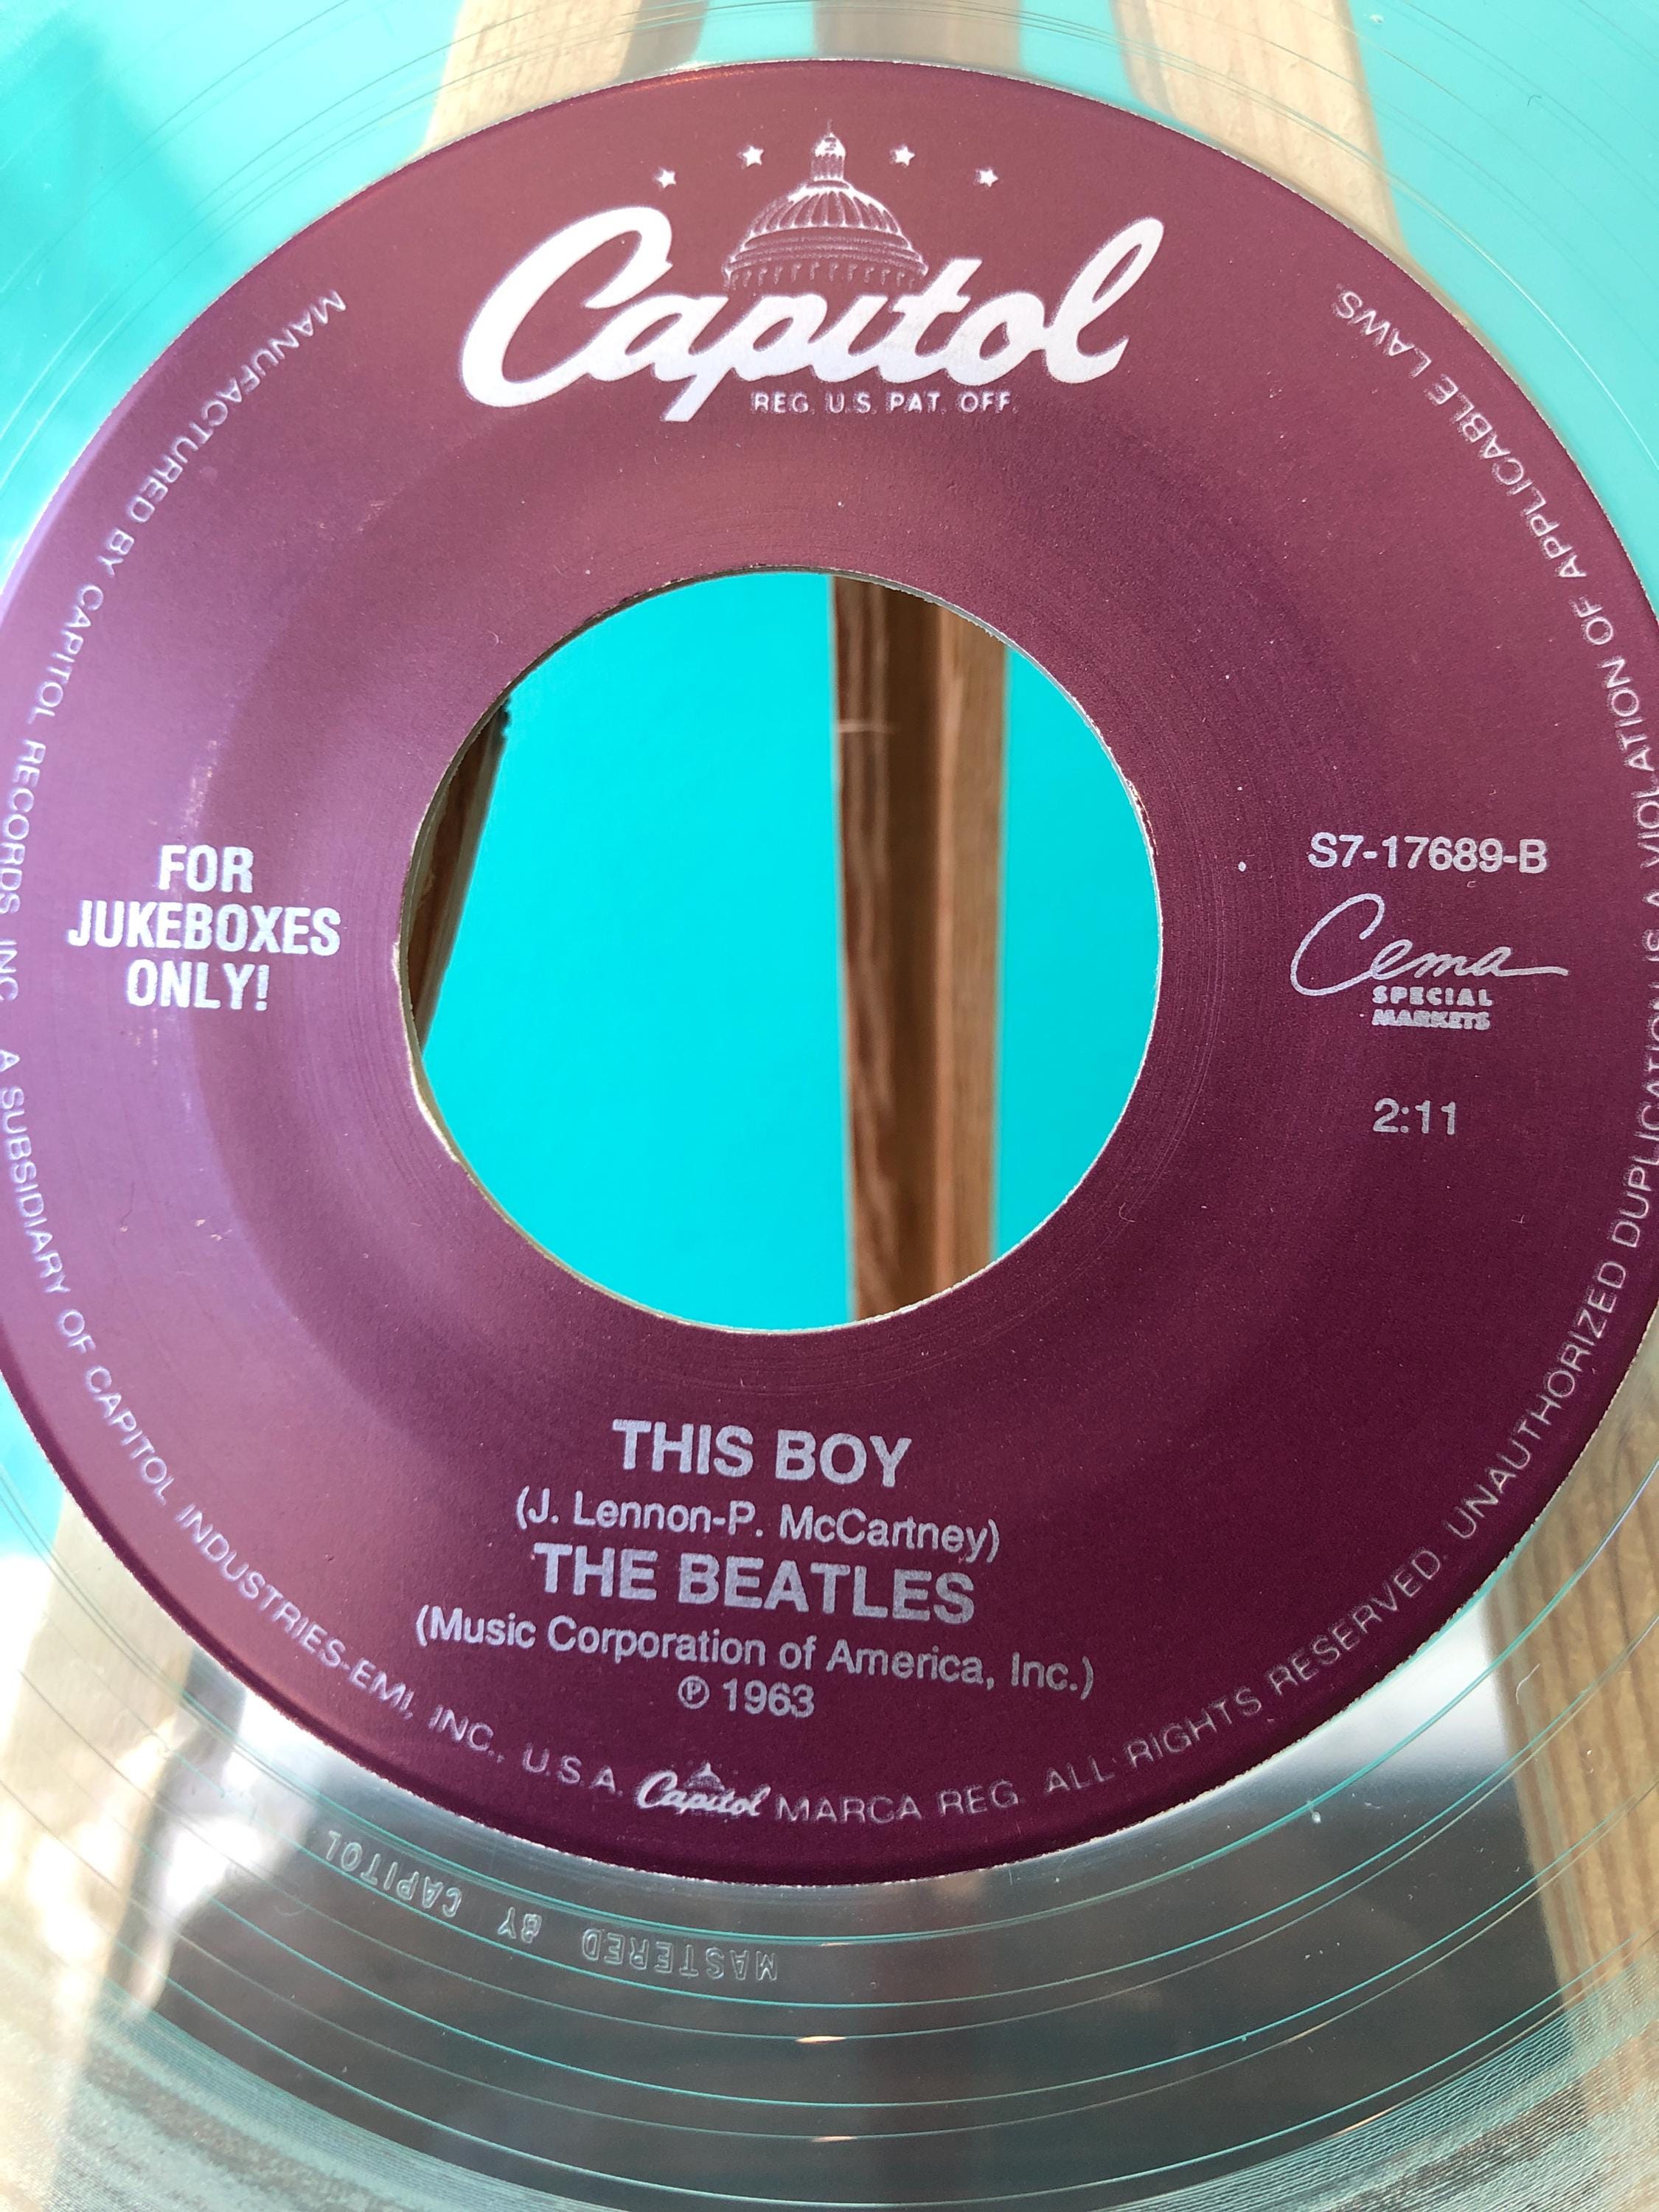 Capitol
REG. U.S. PAT. OFF.
MANUFACTURED BY CAPITOL RECORDS, INC. A SUBSIDIARY OF CAPITOL INDUSTRIES-EMI, INC., U.S.A. Capitol MARCA REG. ALL RIGHTS RESERVED. UNAUTHORIZED DUPLICATION IS A VIOLATION OF APPLICABLE LAWS.
FOR
JUKEBOXES
ONLY!
S7-17689-B
Cema
SPECIAL
MARKETS
2:11
THIS BOY
(J. Lennon-P. McCartney)
THE BEATLES
(Music Corporation of America, Inc.)
℗ 1963
MASTERED BY CAPITOL